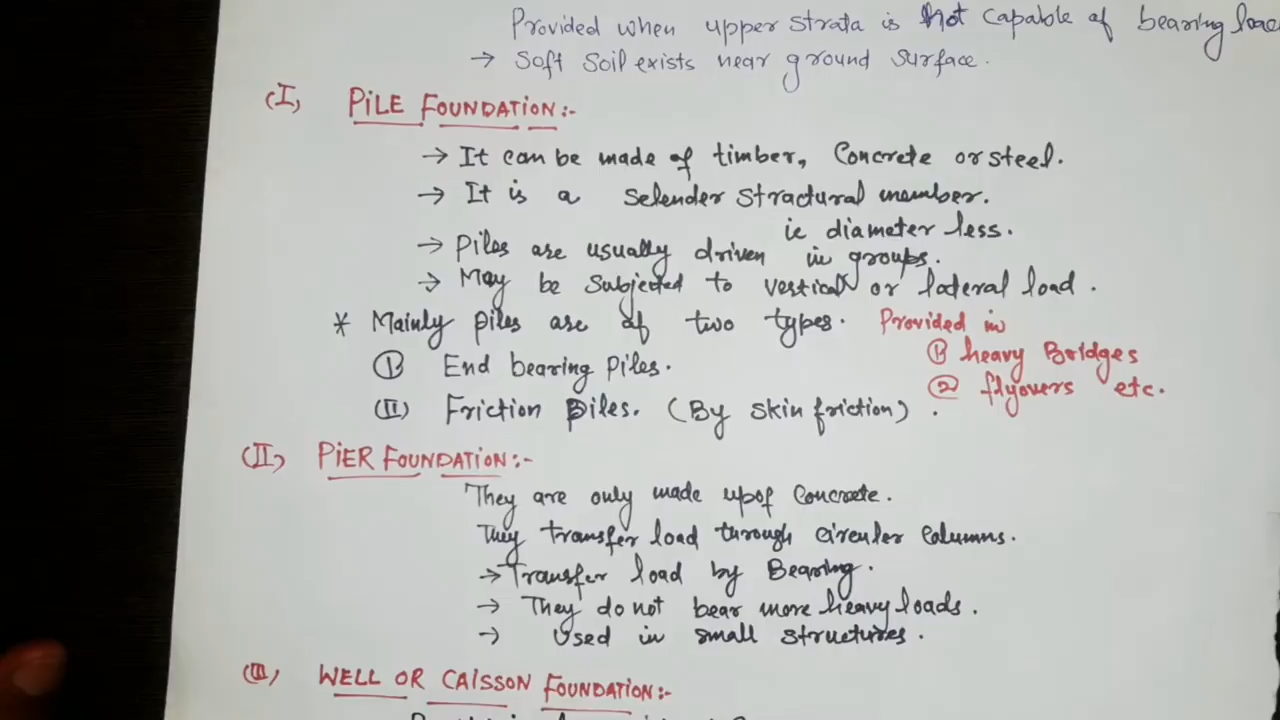 Provided when upper strata is not capable of bearing load
→ Soft Soil exists near ground surface.
(I) PILE FOUNDATION:-
→ It can be made of timber, Concrete or steel.
→ It is a Selender Stractural member.
ie diameter less.
→ Piles are usually driven in groups.
→ May be Subjected to vertical or lateral load.
* Mainly piles are of two types.
Provided in
① heavy Bridges
② flyovers etc.
(I) End bearing Piles.
(II) Friction Piles. (By skin friction).
(II) PIER FOUNDATION:-
They are only made upof Concrete.
They transfer load through circuler Columns.
→ Transfer load by Bearing.
→ They do not bear more heavy loads.
→ Used in small structures.
(III) WELL OR CAISSON FOUNDATION:-